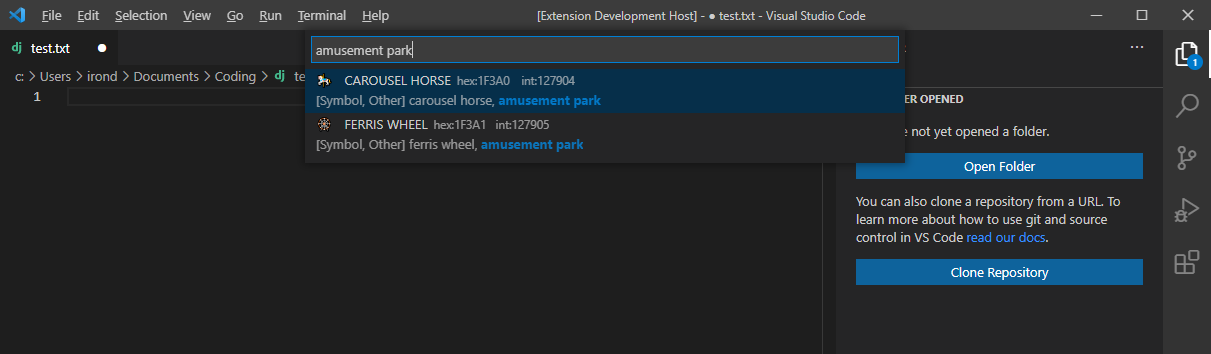 File Edit Selection View Go Run Terminal Help [Extension Development Host] - ● test.txt - Visual Studio Code
dj test.txt ●
amusement park
c: > Users > irond > Documents > Coding > dj te
CAROUSEL HORSE hex:1F3A0 int:127904
[Symbol, Other] carousel horse, amusement park
FERRIS WHEEL hex:1F3A1 int:127905
[Symbol, Other] ferris wheel, amusement park
1
ER OPENED
e not yet opened a folder.
Open Folder
You can also clone a repository from a URL. To
learn more about how to use git and source
control in VS Code read our docs.
Clone Repository
1